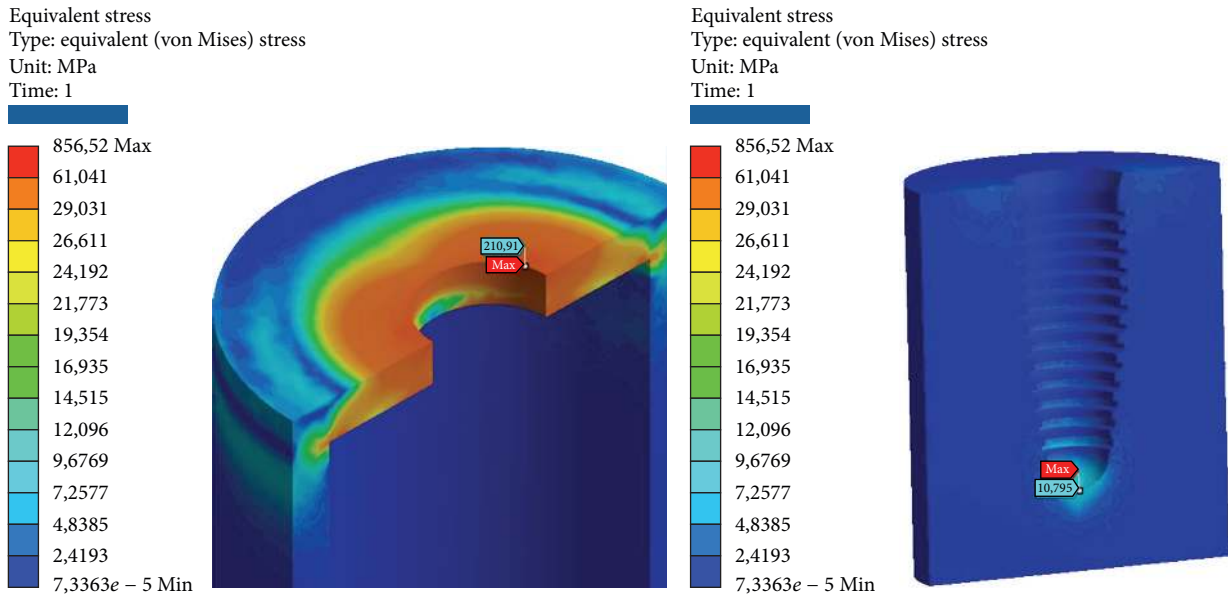 Equivalent stress
Type: equivalent (von Mises) stress
Unit: MPa
Time: 1
856,52 Max
61,041
29,031
26,611
24,192
21,773
19,354
16,935
14,515
12,096
9,6769
7,2577
4,8385
2,4193
7,3363e − 5 Min
210,91
Max
Equivalent stress
Type: equivalent (von Mises) stress
Unit: MPa
Time: 1
856,52 Max
61,041
29,031
26,611
24,192
21,773
19,354
16,935
14,515
12,096
9,6769
7,2577
4,8385
2,4193
7,3363e − 5 Min
Max
10,795